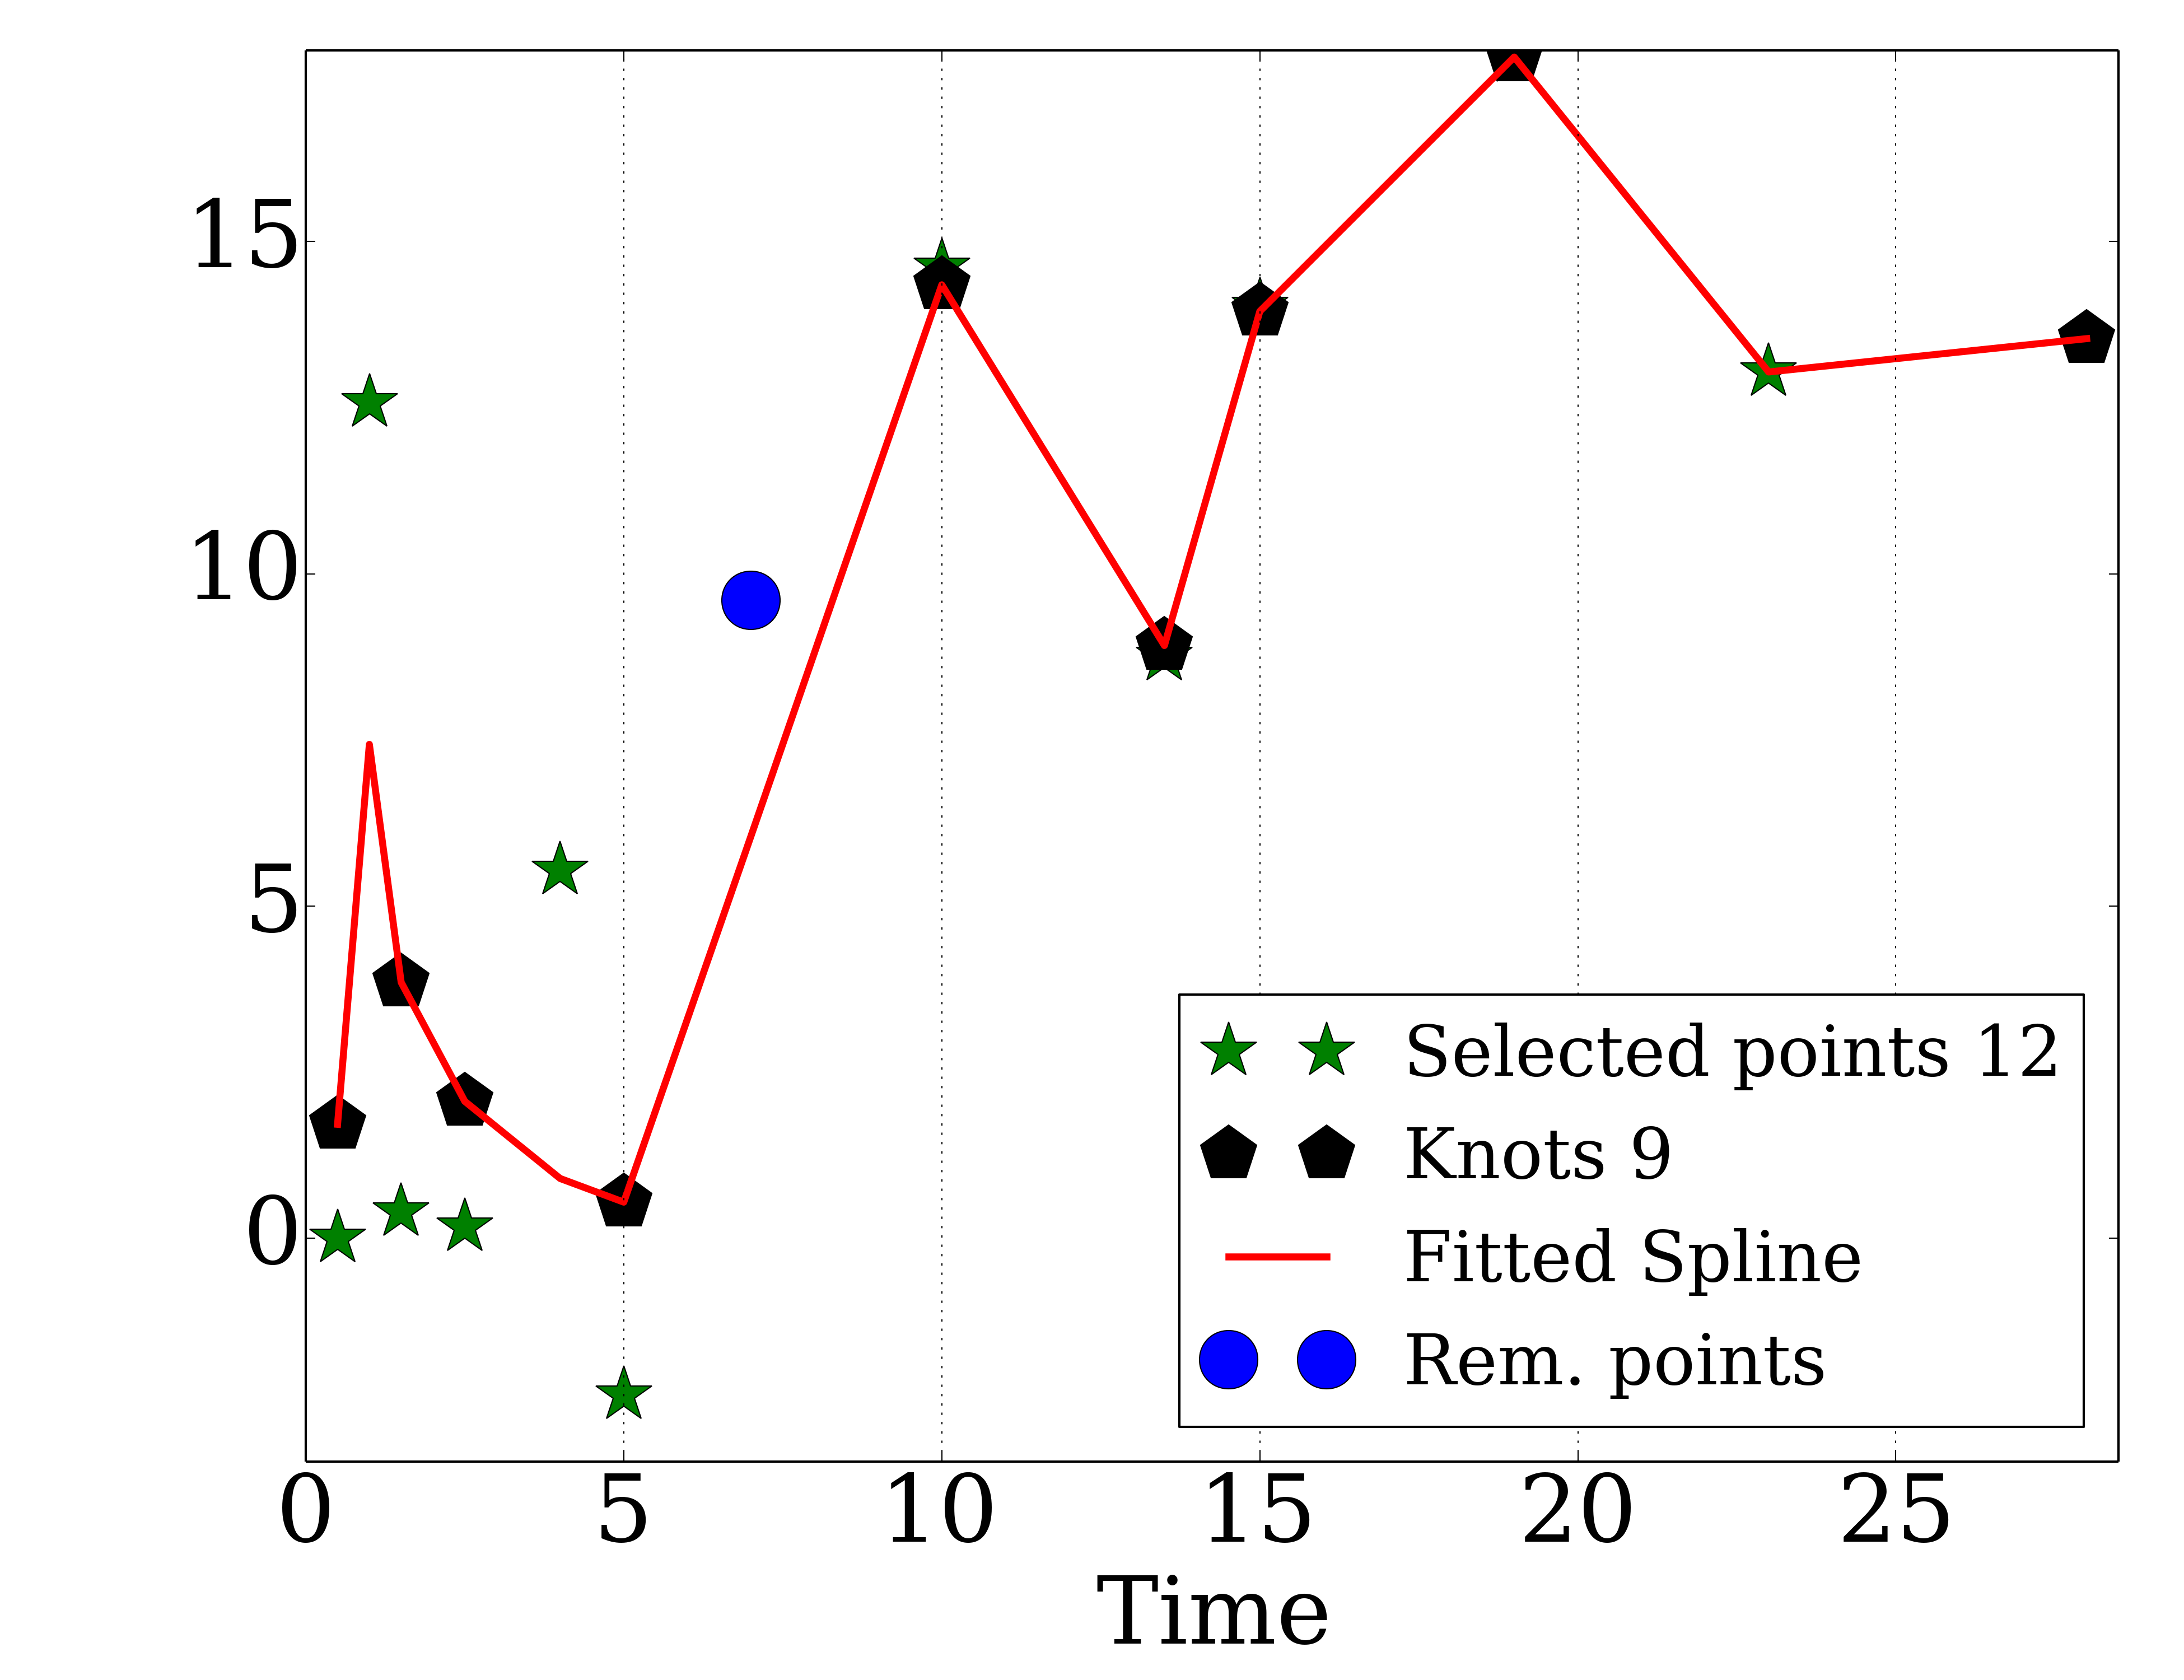 15
10
5
0
0 5 10 15 20 25
Time
Selected points 12
Knots 9
Fitted Spline
Rem. points